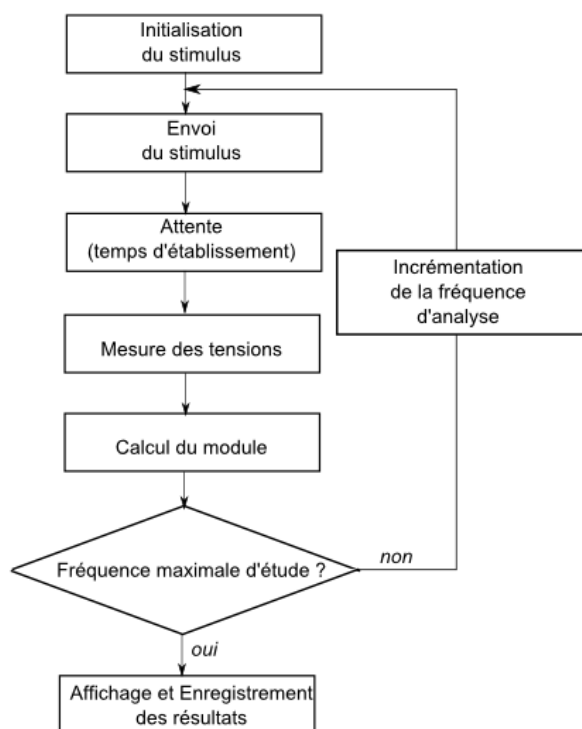 Initialisation
du stimulus
Envoi
du stimulus
Attente
(temps d'établissement)
Incrémentation
de la fréquence
d'analyse
Mesure des tensions
Calcul du module
Fréquence maximale d'étude ?
non
oui
Affichage et Enregistrement
des résultats